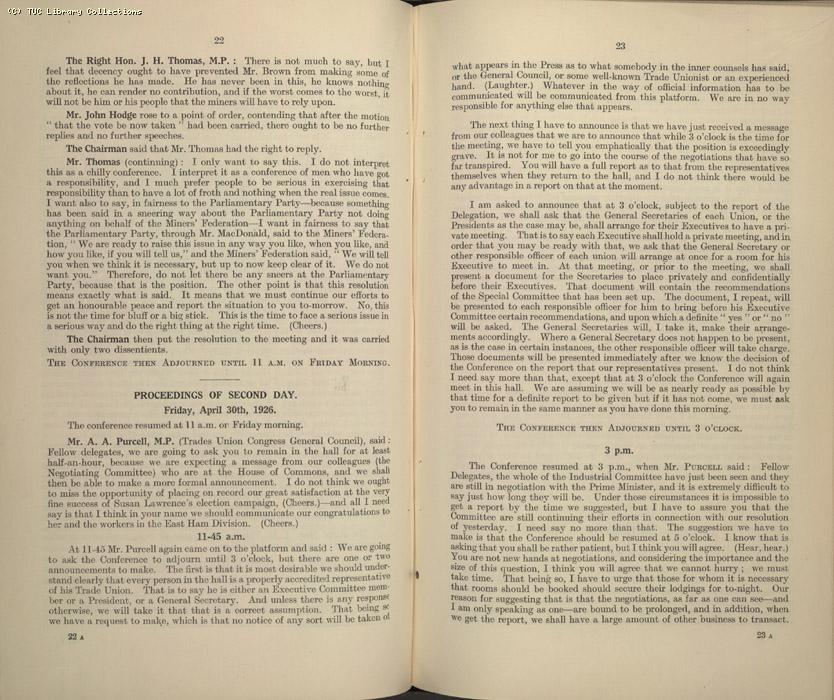 (C) TUC Library Collections
22
The Right Hon. J. H. Thomas, M.P. : There is not much to say, but I
feel that decency ought to have prevented Mr. Brown from making some of
the reflections he has made. He has never been in this, he knows nothing
about it, he can render no contribution, and if the worst comes to the worst, it
will not be him or his people that the miners will have to rely upon.
Mr. John Hodge rose to a point of order, contending that after the motion
“ that the vote be now taken ” had been carried, there ought to be no further
replies and no further speeches.
The Chairman said that Mr. Thomas had the right to reply.
Mr. Thomas (continuing) : I only want to say this. I do not interpret
this as a chilly conference. I interpret it as a conference of men who have got
a responsibility, and I much prefer people to be serious in exercising that
responsibility than to have a lot of froth and nothing when the real issue comes.
I want also to say, in fairness to the Parliamentary Party—because something
has been said in a sneering way about the Parliamentary Party not doing
anything on behalf of the Miners' Federation—I want in fairness to say that
the Parliamentary Party, through Mr. MacDonald, said to the Miners' Federa-
tion, “ We are ready to raise this issue in any way you like, when you like, and
how you like, if you will tell us,” and the Miners' Federation said, “ We will tell
you when we think it is necessary, but up to now keep clear of it. We do not
want you.” Therefore, do not let there be any sneers at the Parliamentary
Party, because that is the position. The other point is that this resolution
means exactly what is said. It means that we must continue our efforts to
get an honourable peace and report the situation to you to-morrow. No, this
is not the time for bluff or a big stick. This is the time to face a serious issue in
a serious way and do the right thing at the right time. (Cheers.)
The Chairman then put the resolution to the meeting and it was carried
with only two dissentients.
THE CONFERENCE THEN ADJOURNED UNTIL 11 A.M. ON FRIDAY MORNING.
PROCEEDINGS OF SECOND DAY.
Friday, April 30th, 1926.
The conference resumed at 11 a.m. or Friday morning.
Mr. A. A. Purcell, M.P. (Trades Union Congress General Council), said :
Fellow delegates, we are going to ask you to remain in the hall for at least
half-an-hour, because we are expecting a message from our colleagues (the
Negotiating Committee) who are at the House of Commons, and we shall
then be able to make a more formal announcement. I do not think we ought
to miss the opportunity of placing on record our great satisfaction at the very
fine success of Susan Lawrence's election campaign, (Cheers.)—and all I need
say is that I think in your name we should communicate our congratulations to
her and the workers in the East Ham Division. (Cheers.)
11-45 a.m.
At 11-45 Mr. Purcell again came on to the platform and said : We are going
to ask the Conference to adjourn until 3 o'clock, but there are one or two
announcements to make. The first is that it is most desirable we should under-
stand clearly that every person in the hall is a properly accredited representative
of his Trade Union. That is to say he is either an Executive Committee mem-
ber or a President, or a General Secretary. And unless there is any response
otherwise, we will take it that that is a correct assumption. That being so
we have a request to make, which is that no notice of any sort will be taken of
22 A
23
what appears in the Press as to what somebody in the inner counsels has said,
or the General Council, or some well-known Trade Unionist or an experienced
hand. (Laughter.) Whatever in the way of official information has to be
communicated will be communicated from this platform. We are in no way
responsible for anything else that appears.
The next thing I have to announce is that we have just received a message
from our colleagues that we are to announce that while 3 o'clock is the time for
the meeting, we have to tell you emphatically that the position is exceedingly
grave. It is not for me to go into the course of the negotiations that have so
far transpired. You will have a full report as to that from the representatives
themselves when they return to the hall, and I do not think there would be
any advantage in a report on that at the moment.
I am asked to announce that at 3 o'clock, subject to the report of the
Delegation, we shall ask that the General Secretaries of each Union, or the
Presidents as the case may be, shall arrange for their Executives to have a pri-
vate meeting. That is to say each Executive shall hold a private meeting, and in
order that you may be ready with that, we ask that the General Secretary or
other responsible officer of each union will arrange at once for a room for his
Executive to meet in. At that meeting, or prior to the meeting, we shall
present a document for the Secretaries to place privately and confidentially
before their Executives. That document will contain the recommendations
of the Special Committee that has been set up. The document, I repeat, will
be presented to each responsible officer for him to bring before his Executive
Committee certain recommendations, and upon which a definite “ yes ” or “ no ”
will be asked. The General Secretaries will, I take it, make their arrange-
ments accordingly. Where a General Secretary does not happen to be present,
as is the case in certain instances, the other responsible officer will take charge.
Those documents will be presented immediately after we know the decision of
the Conference on the report that our representatives present. I do not think
I need say more than that, except that at 3 o'clock the Conference will again
meet in this hall. We are assuming we will be as nearly ready as possible by
that time for a definite report to be given but if it has not come, we must ask
you to remain in the same manner as you have done this morning.
THE CONFERENCE THEN ADJOURNED UNTIL 3 O'CLOCK.
3 p.m.
The Conference resumed at 3 p.m., when Mr. PURCELL said : Fellow
Delegates, the whole of the Industrial Committee have just been seen and they
are still in negotiation with the Prime Minister, and it is extremely difficult to
say just how long they will be. Under those circumstances it is impossible to
get a report by the time we suggested, but I have to assure you that the
Committee are still continuing their efforts in connection with our resolution
of yesterday. I need say no more than that. The suggestion we have to
make is that the Conference should be resumed at 5 o'clock. I know that is
asking that you shall be rather patient, but I think you will agree. (Hear, hear.)
You are not new hands at negotiations, and considering the importance and the
size of this question, I think you will agree that we cannot hurry ; we must
take time. That being so, I have to urge that those for whom it is necessary
that rooms should be booked should secure their lodgings for to-night. Our
reason for suggesting that is that the negotiations, as far as one can see—and
I am only speaking as one—are bound to be prolonged, and in addition, when
we get the report, we shall have a large amount of other business to transact.
23 A